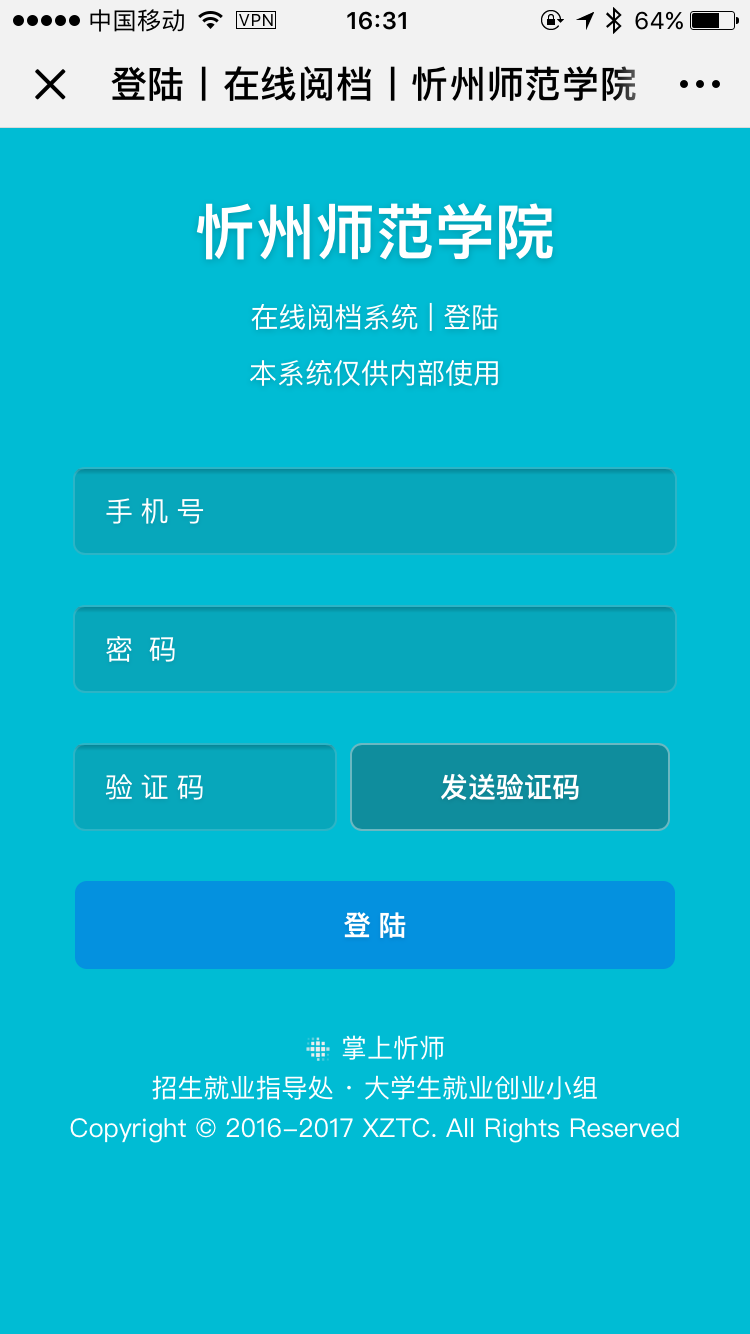 中国移动 VPN 16:31 64%
登陆丨在线阅档丨忻州师范学院
忻州师范学院
在线阅档系统 | 登陆
本系统仅供内部使用
手 机 号
密 码
验 证 码 发送验证码
登 陆
掌上忻师
招生就业指导处 · 大学生就业创业小组
Copyright © 2016–2017 XZTC. All Rights Reserved